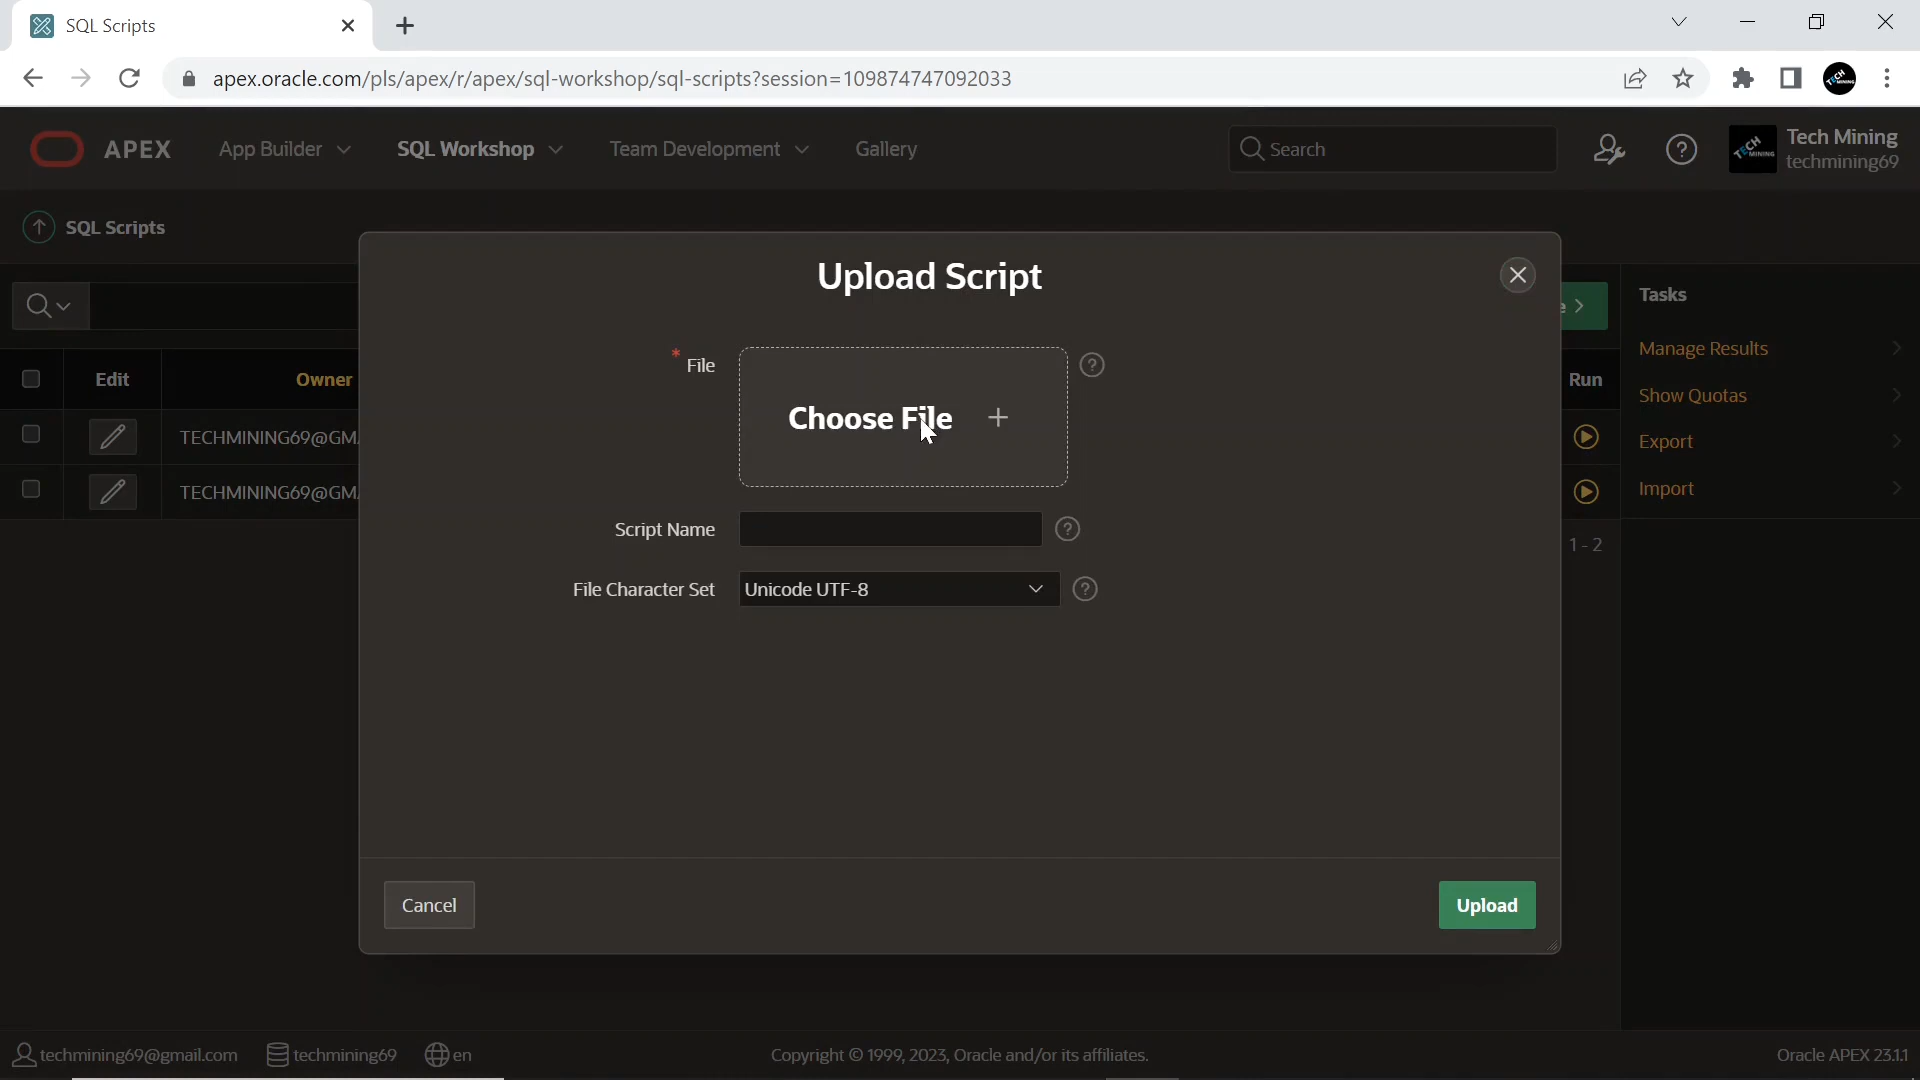 SQL Scripts
apex.oracle.com/pls/apex/r/apex/sql-workshop/sql-scripts?session=109874747092033
APEX
App Builder
SQL Workshop
Team Development
Gallery
Search
Tech Mining
techmining69
SQL Scripts
Upload Script
Tasks
* File
Choose File +
Manage Results
Edit
Owner
Run
Show Quotas
TECHMINING69@GM
Export
TECHMINING69@GM
Import
Script Name
1 - 2
File Character Set
Unicode UTF-8
Cancel
Upload
techmining69@gmail.com
techmining69
en
Copyright © 1999, 2023, Oracle and/or its affiliates.
Oracle APEX 23.1.1